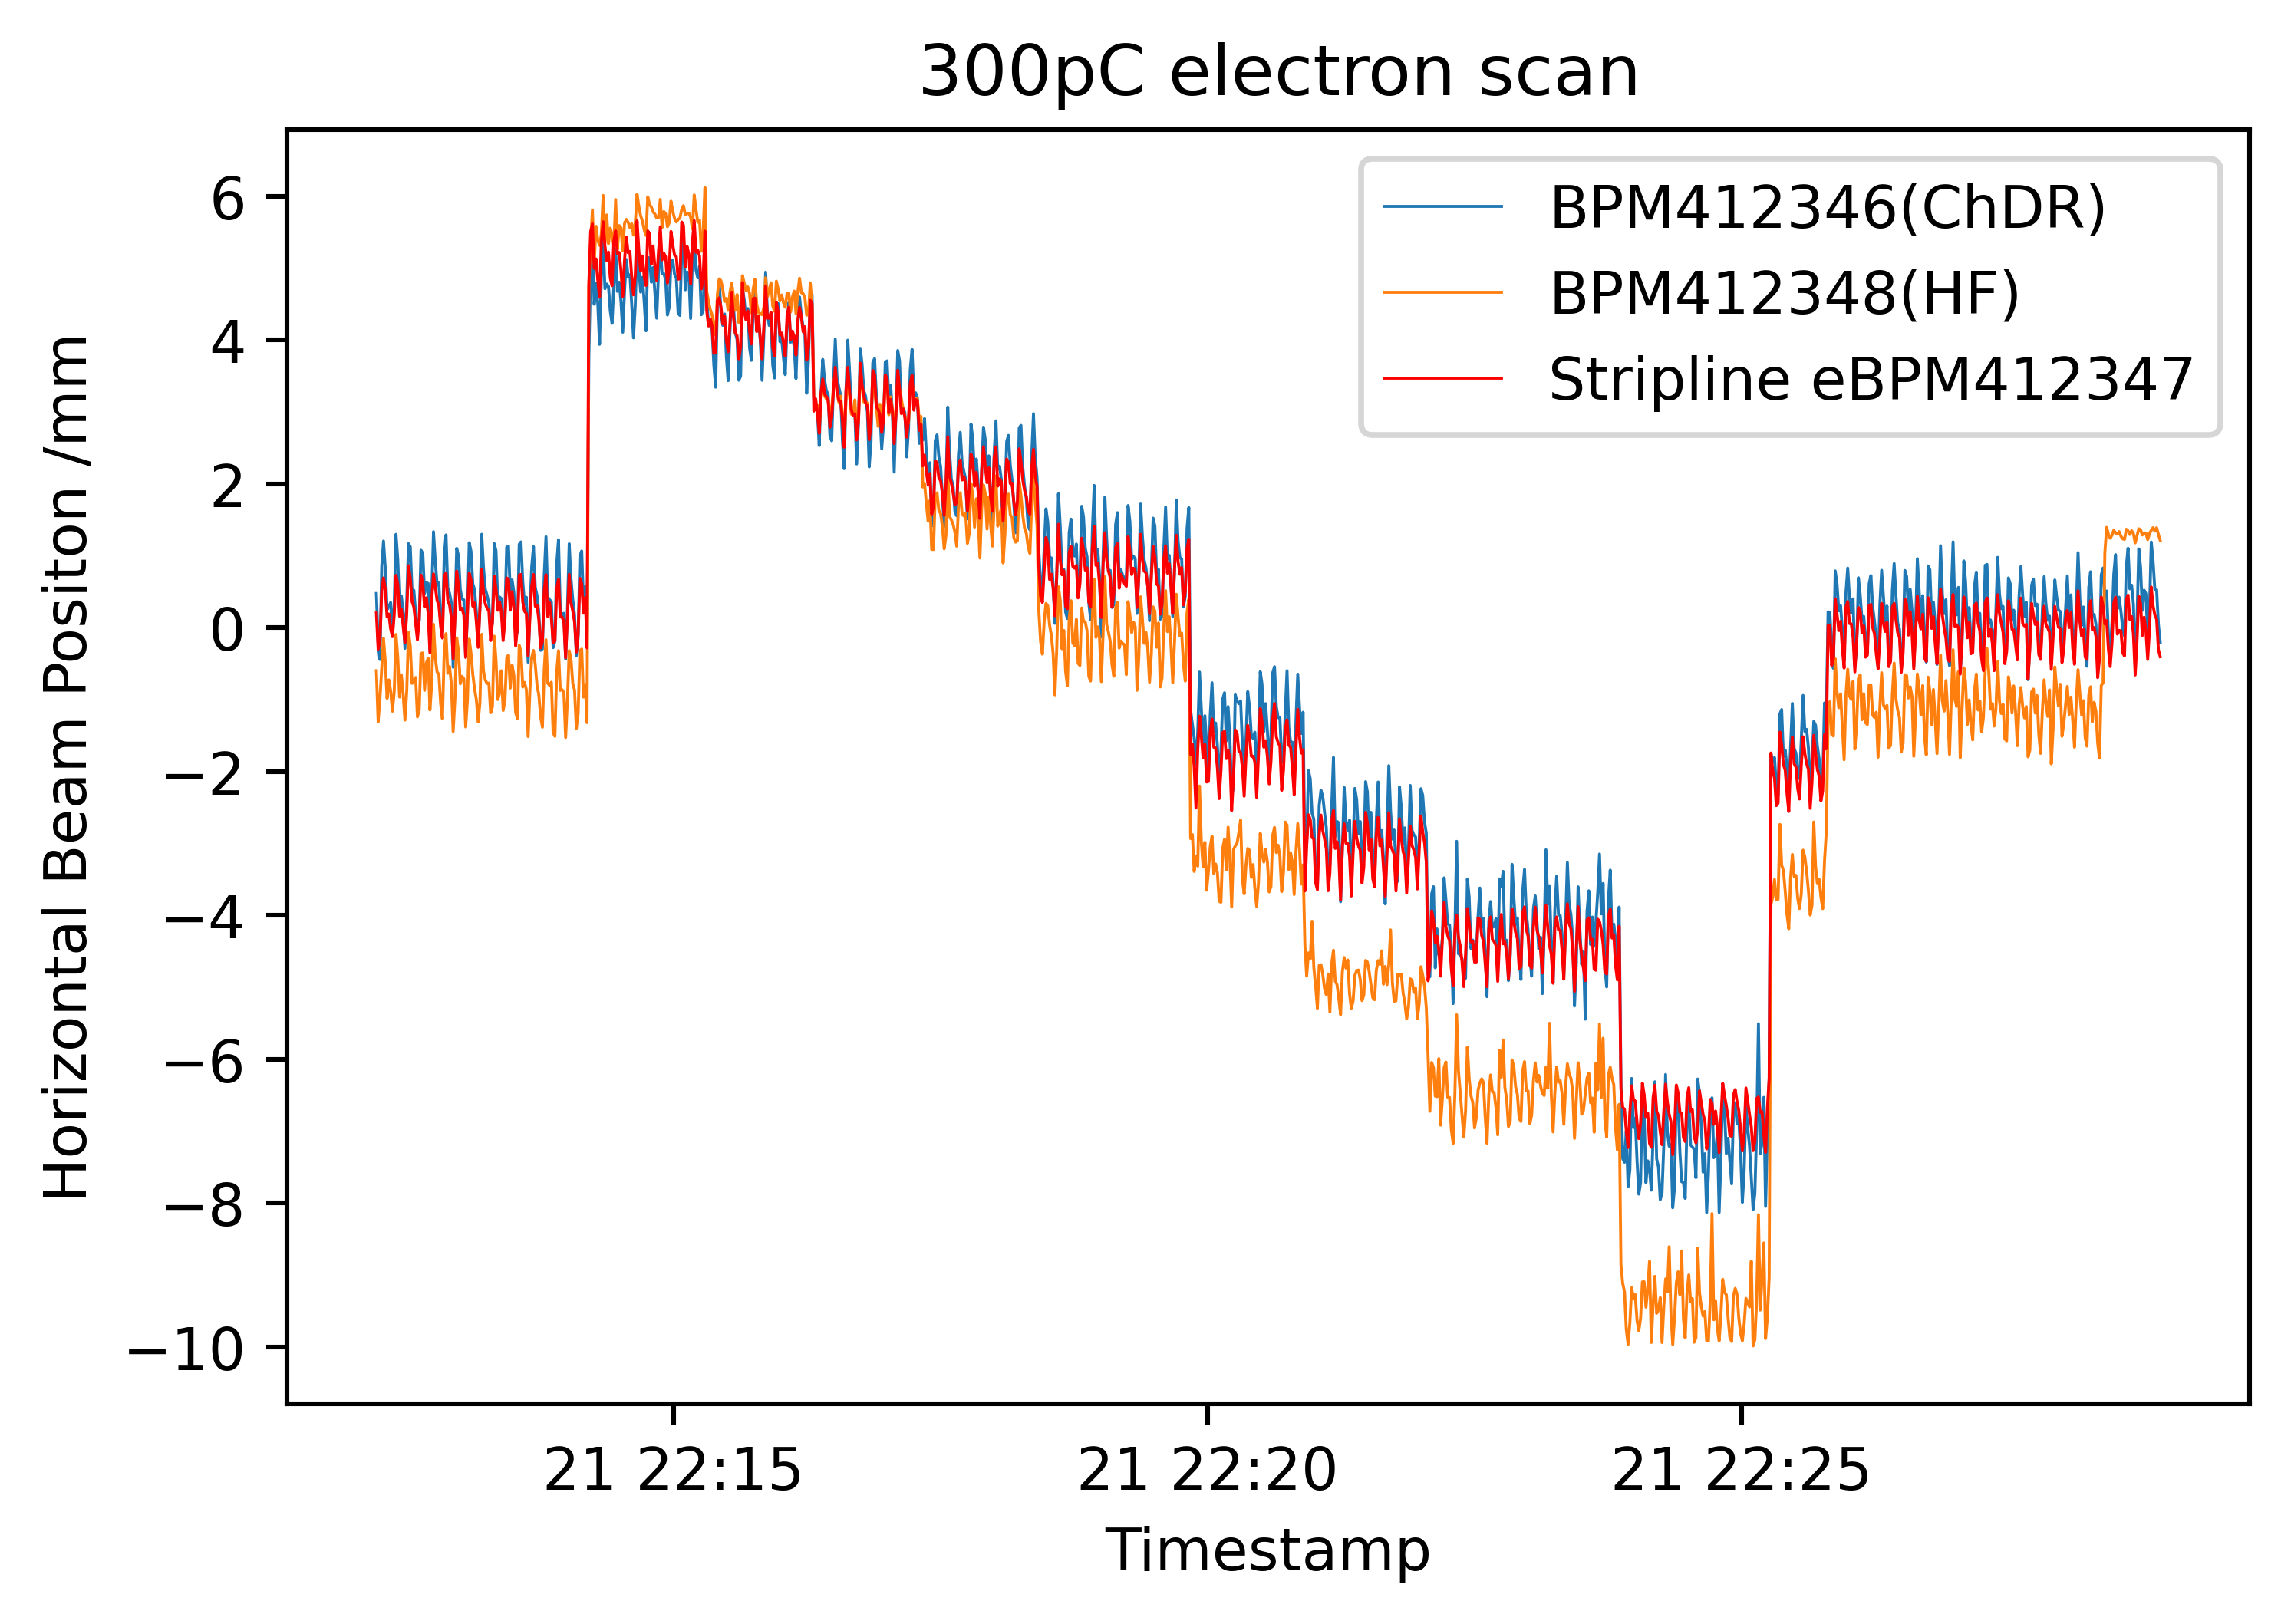 300pC electron scan
BPM412346(ChDR)
BPM412348(HF)
Stripline eBPM412347
Horizontal Beam Positon /mm
6
4
2
0
−2
−4
−6
−8
−10
21 22:15
21 22:20
21 22:25
Timestamp